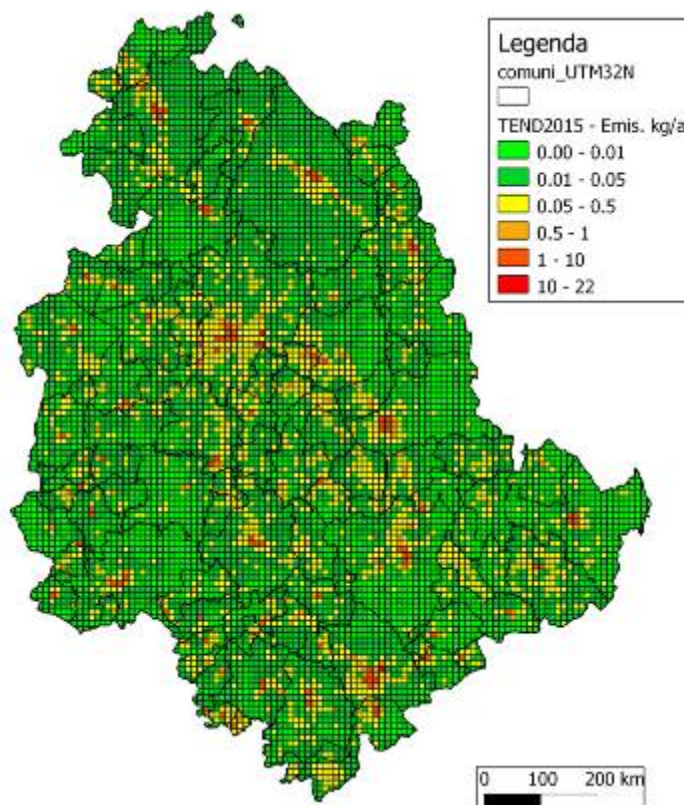 Legenda
comuni_UTM32N
TEND2015 - Emis. kg/a
0.00 - 0.01
0.01 - 0.05
0.05 - 0.5
0.5 - 1
1 - 10
10 - 22
0 100 200 km